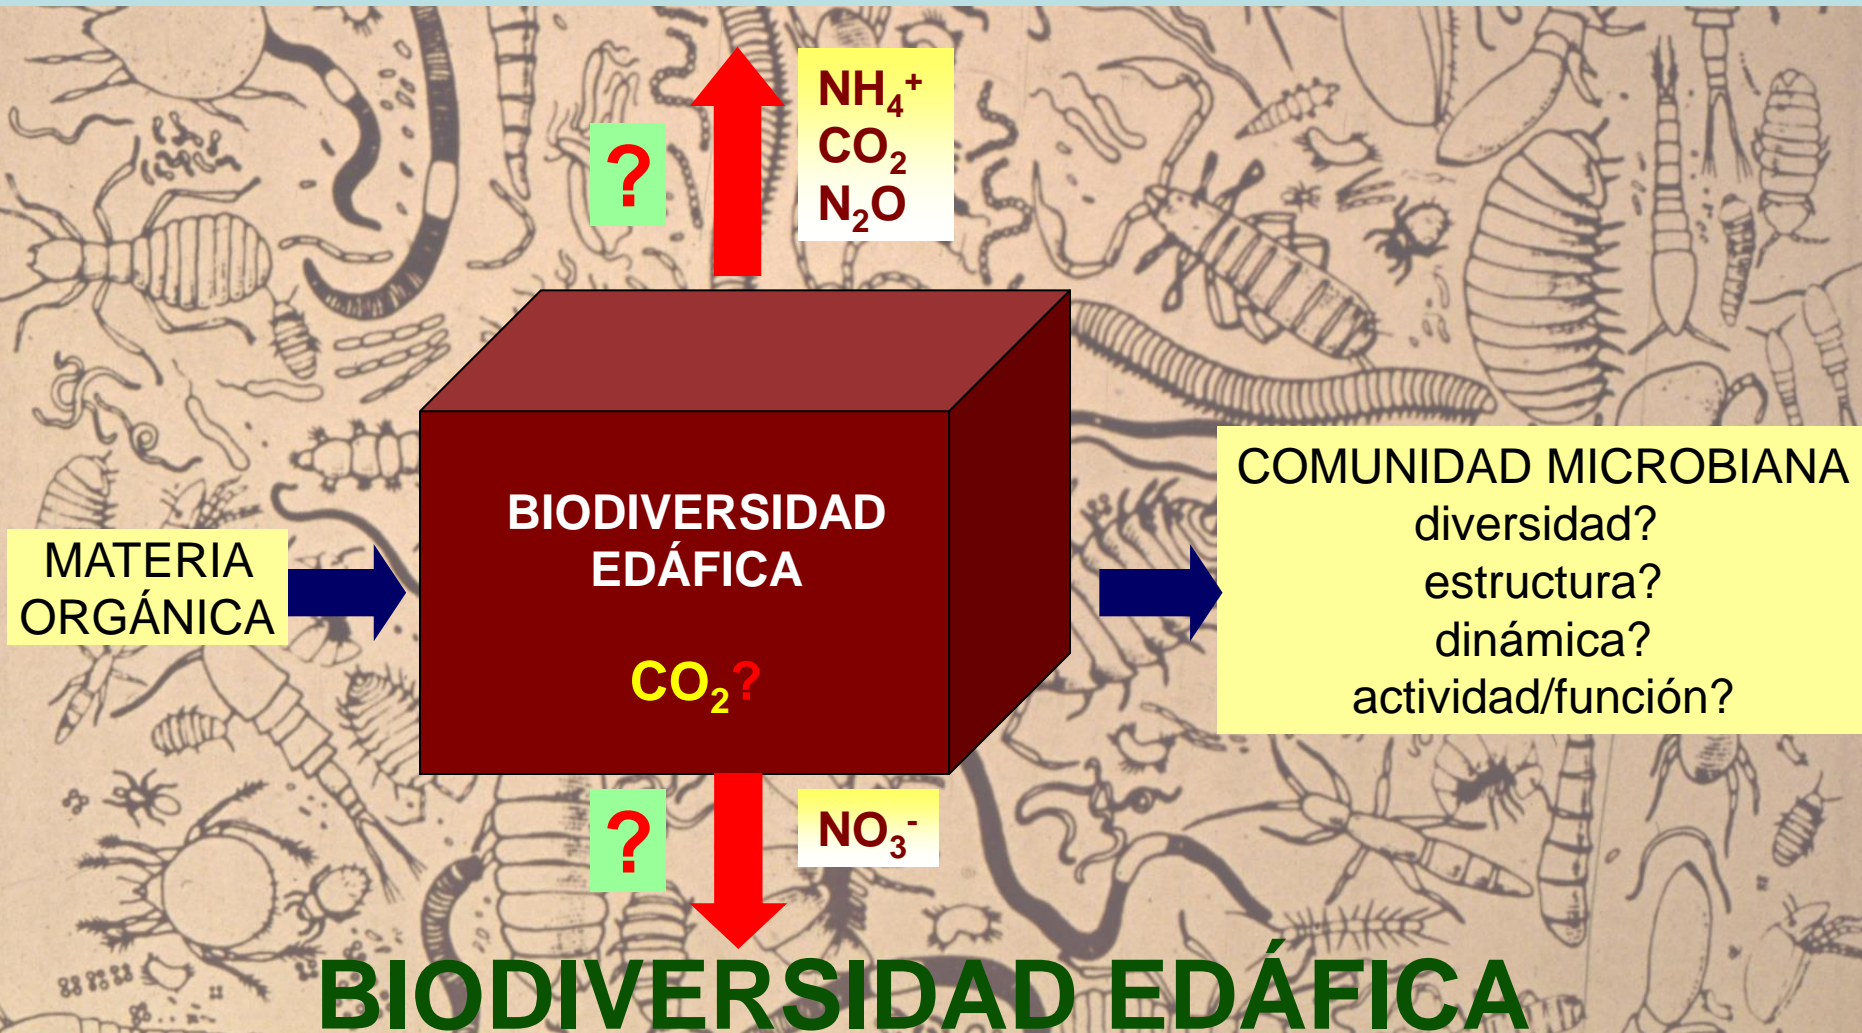 ?
NH₄⁺
CO₂
N₂O
MATERIA
ORGÁNICA
BIODIVERSIDAD
EDÁFICA
CO₂?
COMUNIDAD MICROBIANA
diversidad?
estructura?
dinámica?
actividad/función?
?
NO₃⁻
BIODIVERSIDAD EDÁFICA